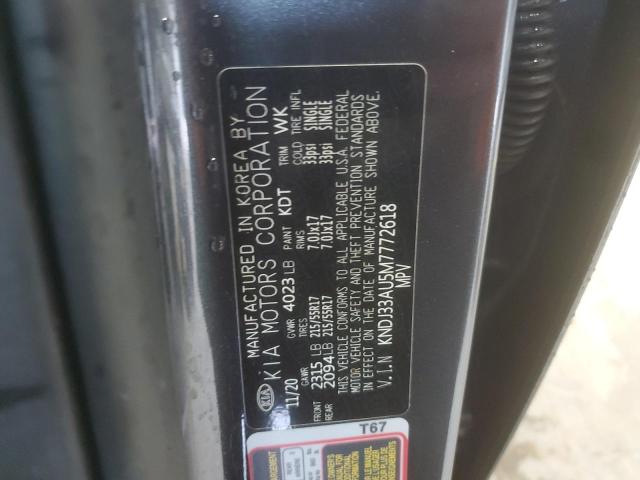 MANUFACTURED IN KOREA BY
KIA KIA MOTORS CORPORATION
11/20 GVWR 4023 LB PAINT KDT TRIM WK
GAWR TIRES RIMS COLD TIRE INFL
FRONT 2315 LB 215/55R17 7.0Jx17 33psi SINGLE
REAR 2094 LB 215/55R17 7.0Jx17 33psi SINGLE
THIS VEHICLE CONFORMS TO ALL APPLICABLE U.S.A. FEDERAL
MOTOR VEHICLE SAFETY AND THEFT PREVENTION STANDARDS
IN EFFECT ON THE DATE OF MANUFACTURE SHOWN ABOVE.
V.I.N KNDJ33AU5M7772618
MPV
T67